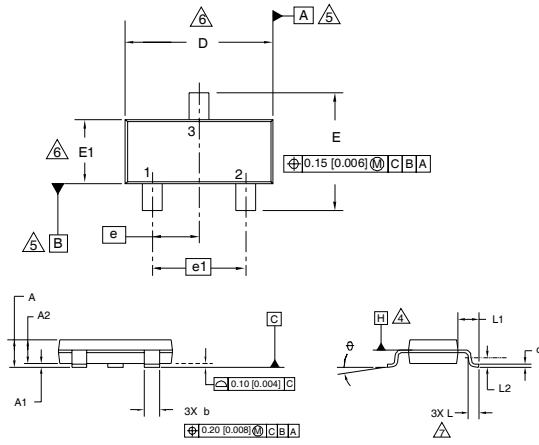 6
D
A 5
3
E
6 E1
⌖ 0.15 [0.006] Ⓜ C B A
1 2
5 B
e
e1
A
A2
C
H 4
L1
θ
c
A1
⌓ 0.10 [0.004] C
L2
3X b
3X L
⌖ 0.20 [0.008] Ⓜ C B A
7